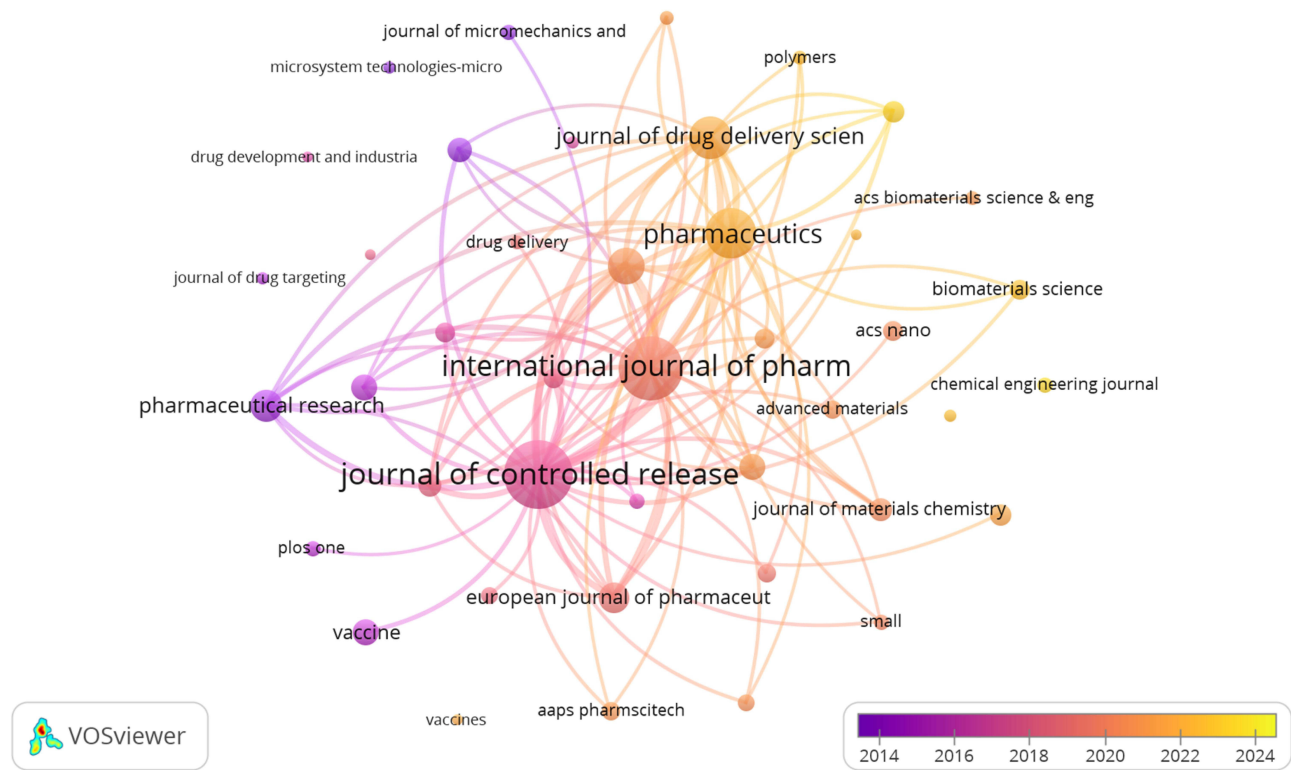 journal of micromechanics and
microsystem technologies-micro
polymers
journal of drug delivery scien
drug development and industria
acs biomaterials science & eng
pharmaceutics
drug delivery
journal of drug targeting
biomaterials science
acs nano
international journal of pharm
chemical engineering journal
pharmaceutical research
advanced materials
journal of controlled release
journal of materials chemistry
plos one
european journal of pharmaceut
small
vaccine
aaps pharmscitech
vaccines
VOSviewer
2014 2016 2018 2020 2022 2024